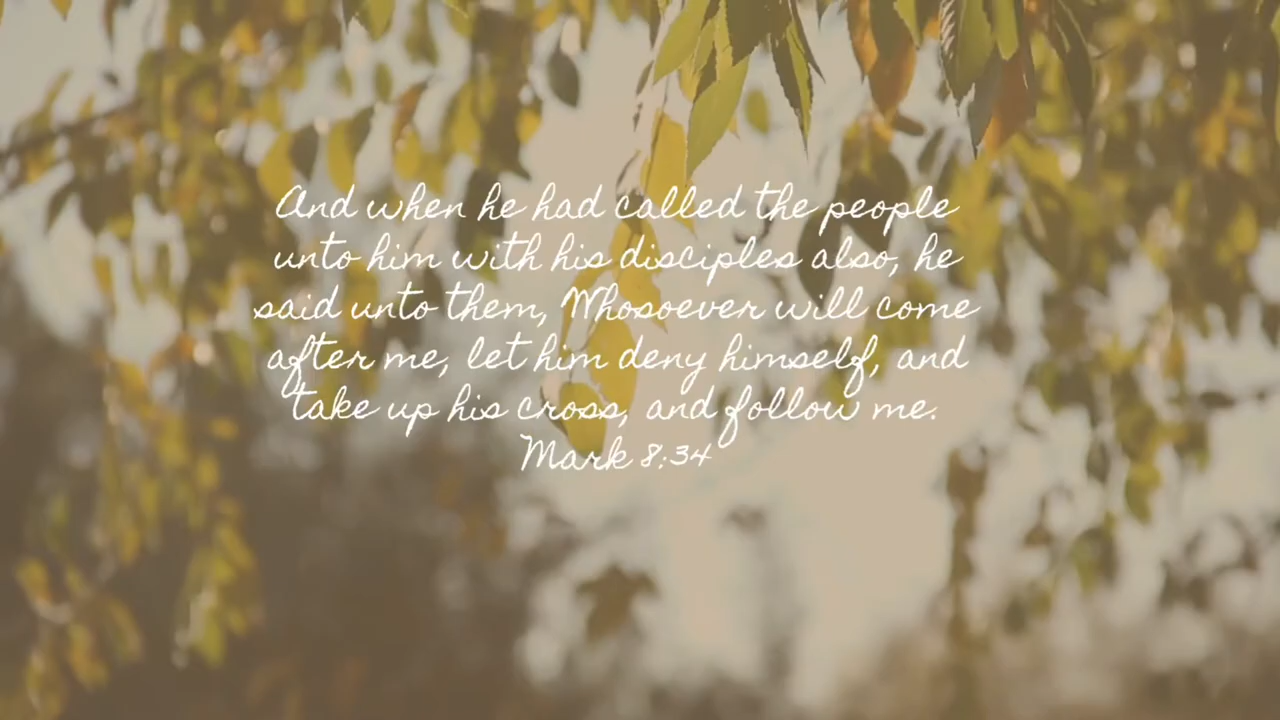 And when he had called the people
unto him with his disciples also, he
said unto them, Whosoever will come
after me, let him deny himself, and
take up his cross, and follow me.
Mark 8:34